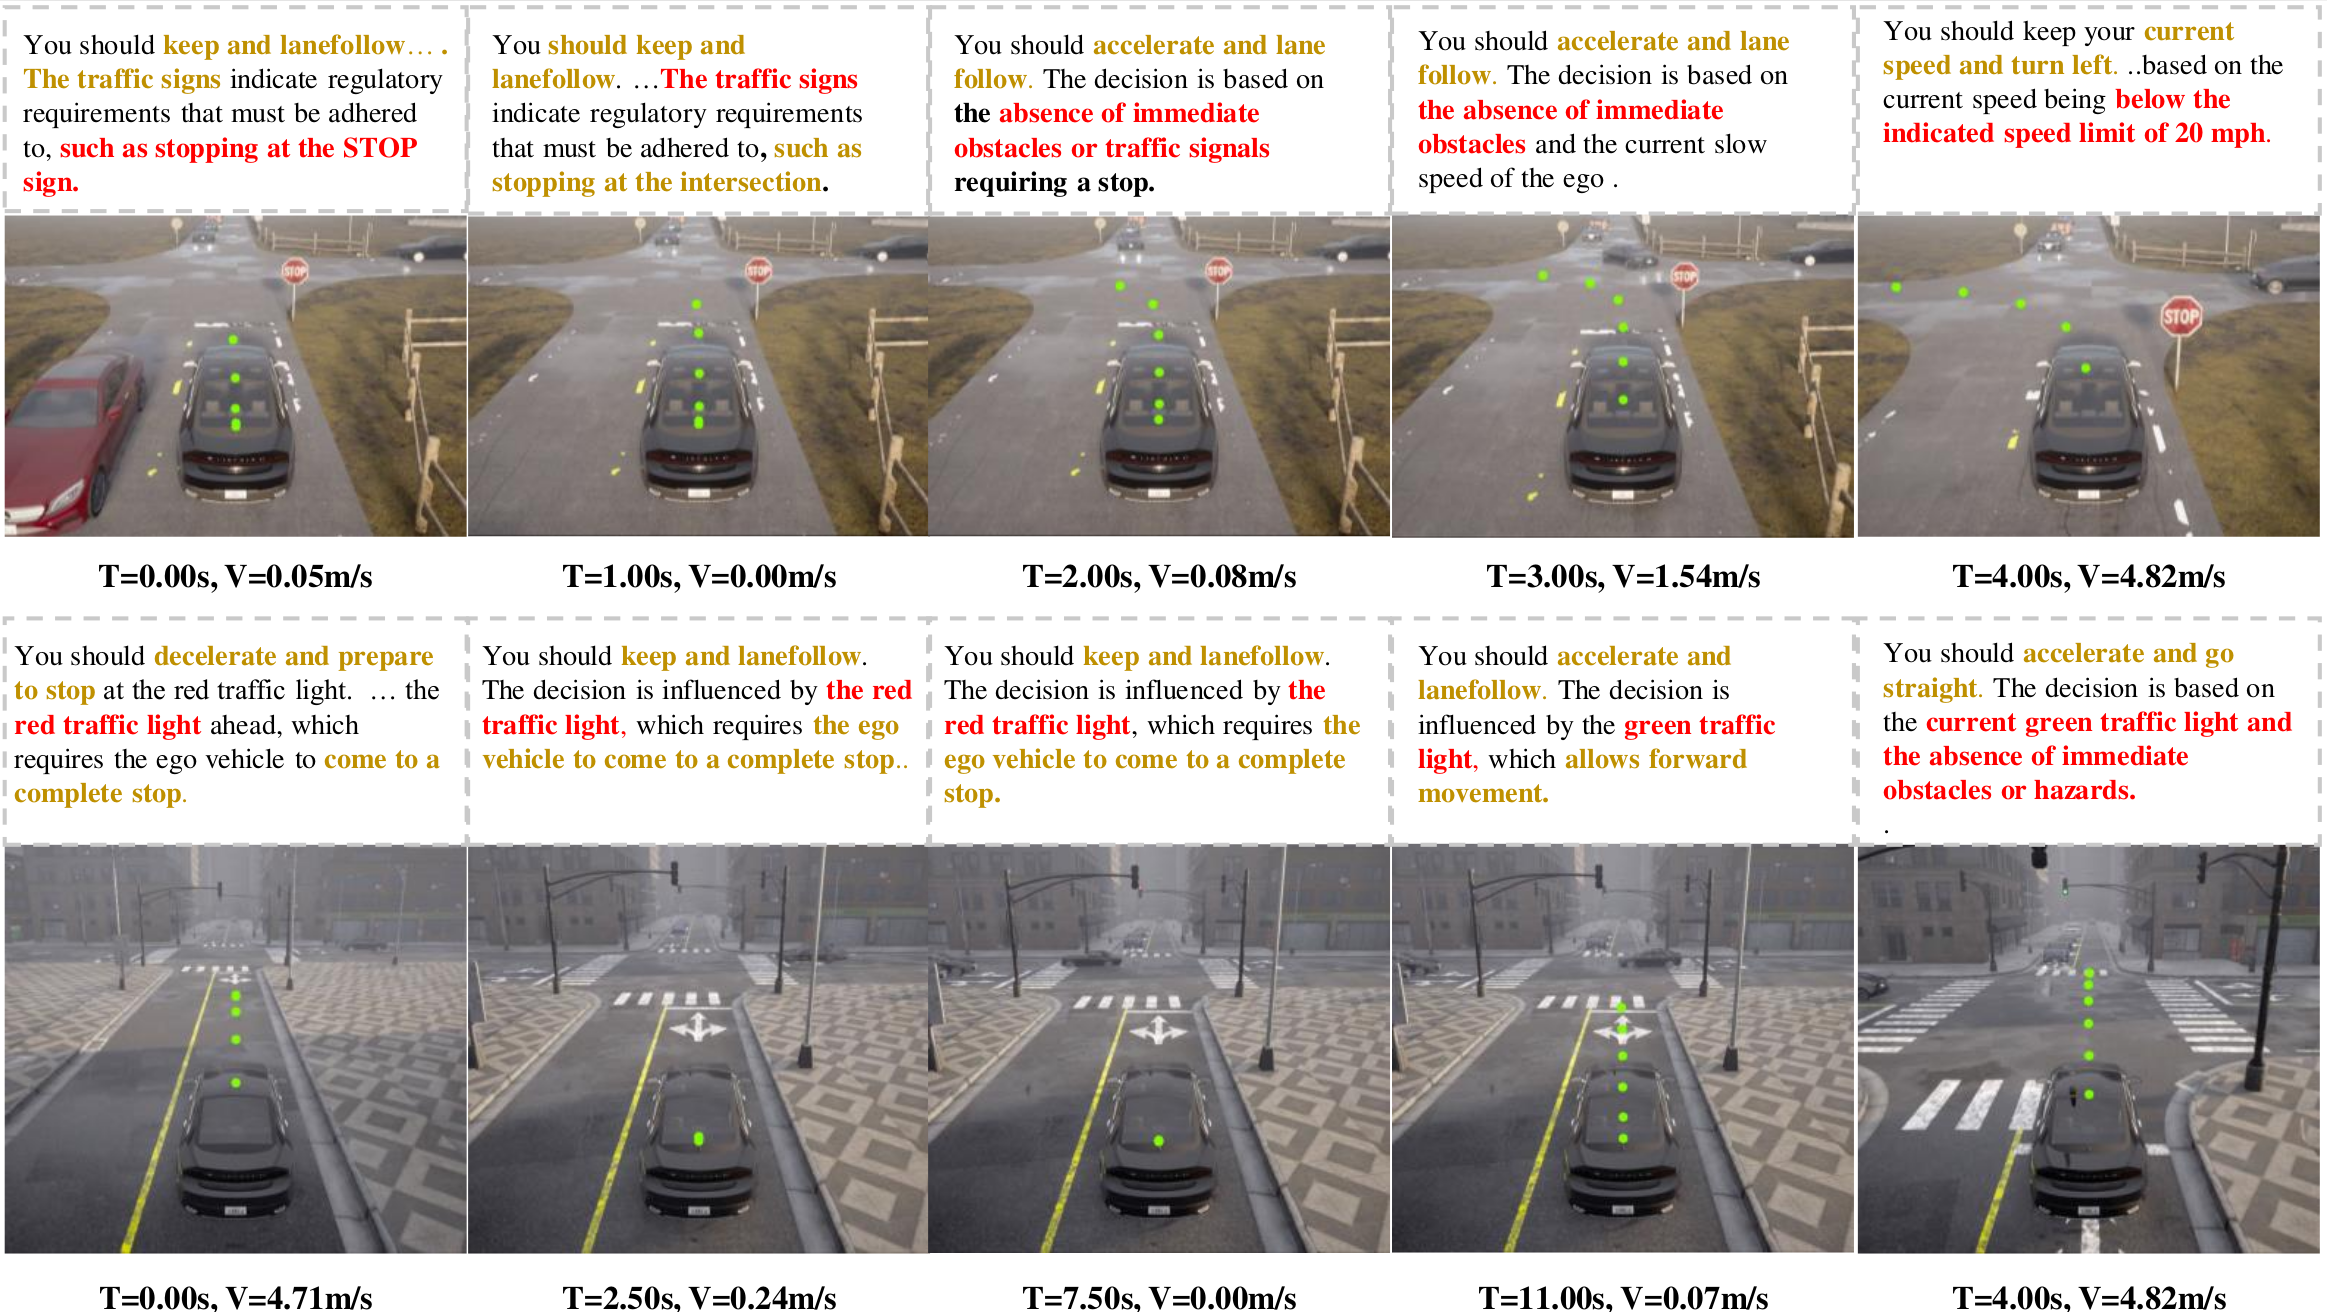 You should keep and lanefollow… .
The traffic signs indicate regulatory
requirements that must be adhered
to, such as stopping at the STOP
sign.
You should keep and
lanefollow. …The traffic signs
indicate regulatory requirements
that must be adhered to, such as
stopping at the intersection.
You should accelerate and lane
follow. The decision is based on
the absence of immediate
obstacles or traffic signals
requiring a stop.
You should accelerate and lane
follow. The decision is based on
the absence of immediate
obstacles and the current slow
speed of the ego .
You should keep your current
speed and turn left. ..based on the
current speed being below the
indicated speed limit of 20 mph.
STOP
STOP
STOP
STOP
STOP
T=0.00s, V=0.05m/s
T=1.00s, V=0.00m/s
T=2.00s, V=0.08m/s
T=3.00s, V=1.54m/s
T=4.00s, V=4.82m/s
You should decelerate and prepare
to stop at the red traffic light.  … the
red traffic light ahead, which
requires the ego vehicle to come to a
complete stop.
You should keep and lanefollow.
The decision is influenced by the red
traffic light, which requires the ego
vehicle to come to a complete stop..
You should keep and lanefollow.
The decision is influenced by the
red traffic light, which requires the
ego vehicle to come to a complete
stop.
You should accelerate and
lanefollow. The decision is
influenced by the green traffic
light, which allows forward
movement.
You should accelerate and go
straight. The decision is based on
the current green traffic light and
the absence of immediate
obstacles or hazards.
.
T=0.00s, V=4.71m/s
T=2.50s, V=0.24m/s
T=7.50s, V=0.00m/s
T=11.00s, V=0.07m/s
T=4.00s, V=4.82m/s